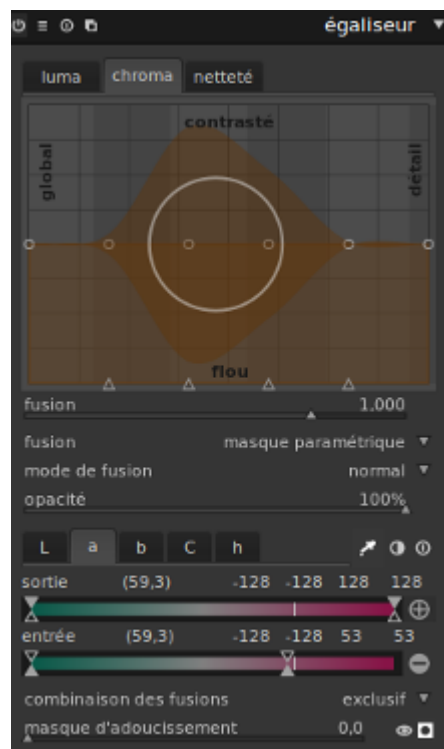 égaliseur
luma chroma netteté
contrasté
global
détail
flou
fusion 1,000
fusion masque paramétrique
mode de fusion normal
opacité 100%
L a b C h
sortie (59,3) -128 -128 128 128
entrée (59,3) -128 -128 53 53
combinaison des fusions exclusif
masque d'adoucissement 0,0